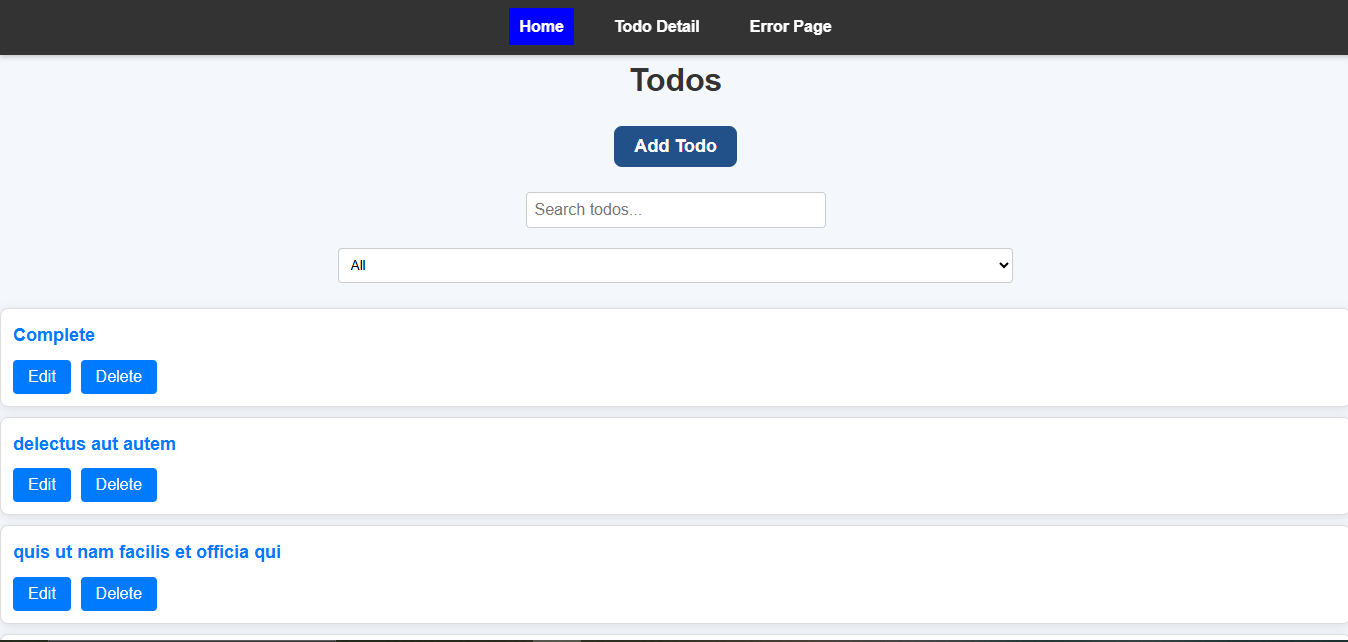 Home Todo Detail Error Page
Todos
Add Todo
Search todos...
All
Complete
Edit Delete
delectus aut autem
Edit Delete
quis ut nam facilis et officia qui
Edit Delete